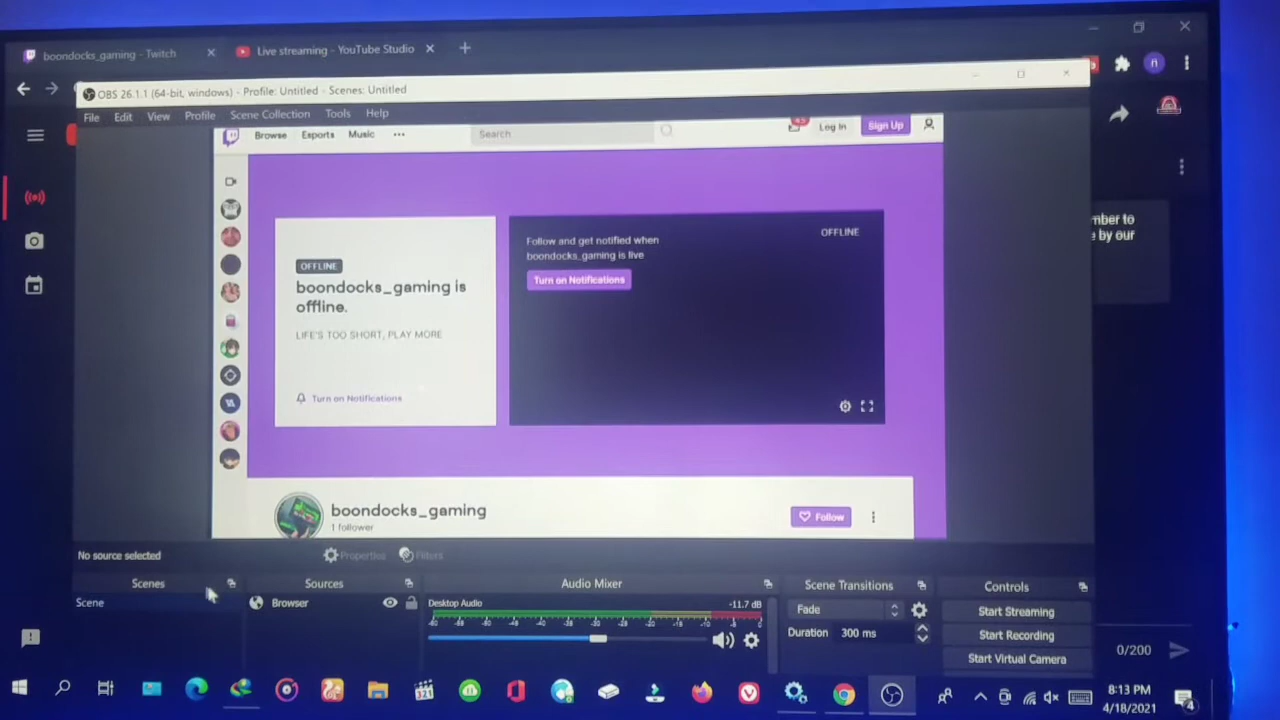 boondocks_gaming - Twitch
Live streaming - YouTube Studio
OBS 26.1.1 (64-bit, windows) - Profile: Untitled - Scenes: Untitled
File Edit View Profile Scene Collection Tools Help
Browse Esports Music
Search
Log In
Sign Up
OFFLINE
boondocks_gaming is
offline.
LIFE'S TOO SHORT, PLAY MORE
Turn on Notifications
Follow and get notified when
boondocks_gaming is live
Turn on Notifications
OFFLINE
boondocks_gaming
1 follower
Follow
mber to
e by our
No source selected
Properties
Filters
Scenes
Scene
Sources
Browser
Audio Mixer
Desktop Audio
-11.7 dB
Scene Transitions
Fade
Duration 300 ms
Controls
Start Streaming
Start Recording
Start Virtual Camera
0/200
8:13 PM
4/18/2021
4